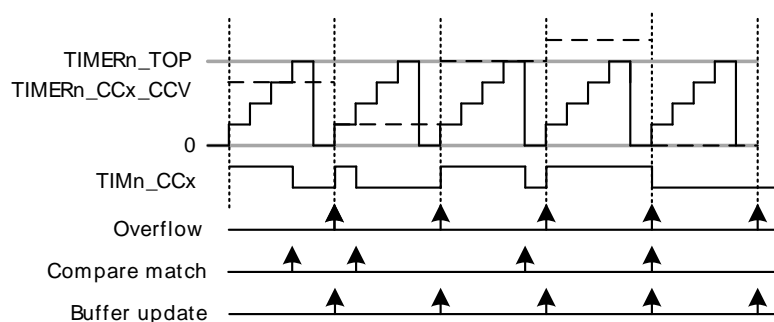 TIMERn_TOP
TIMERn_CCx_CCV
0
TIMn_CCx
Overflow
Compare match
Buffer update